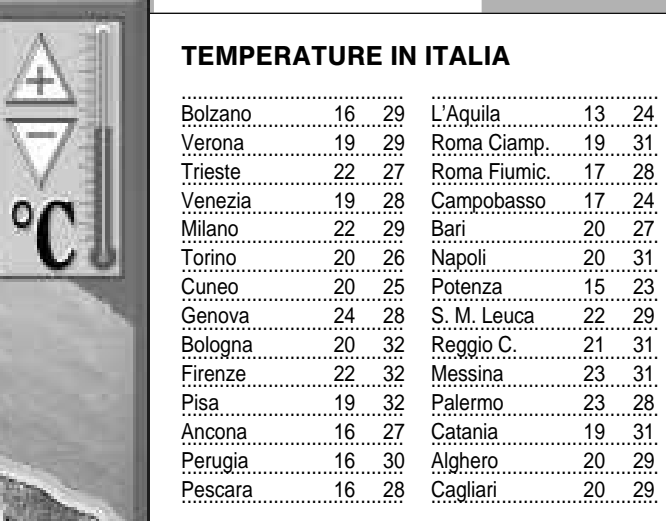 +
−
°C
TEMPERATURE IN ITALIA
Bolzano 16 29
Verona 19 29
Trieste 22 27
Venezia 19 28
Milano 22 29
Torino 20 26
Cuneo 20 25
Genova 24 28
Bologna 20 32
Firenze 22 32
Pisa 19 32
Ancona 16 27
Perugia 16 30
Pescara 16 28
L'Aquila 13 24
Roma Ciamp. 19 31
Roma Fiumic. 17 28
Campobasso 17 24
Bari 20 27
Napoli 20 31
Potenza 15 23
S. M. Leuca 22 29
Reggio C. 21 31
Messina 23 31
Palermo 23 28
Catania 19 31
Alghero 20 29
Cagliari 20 29